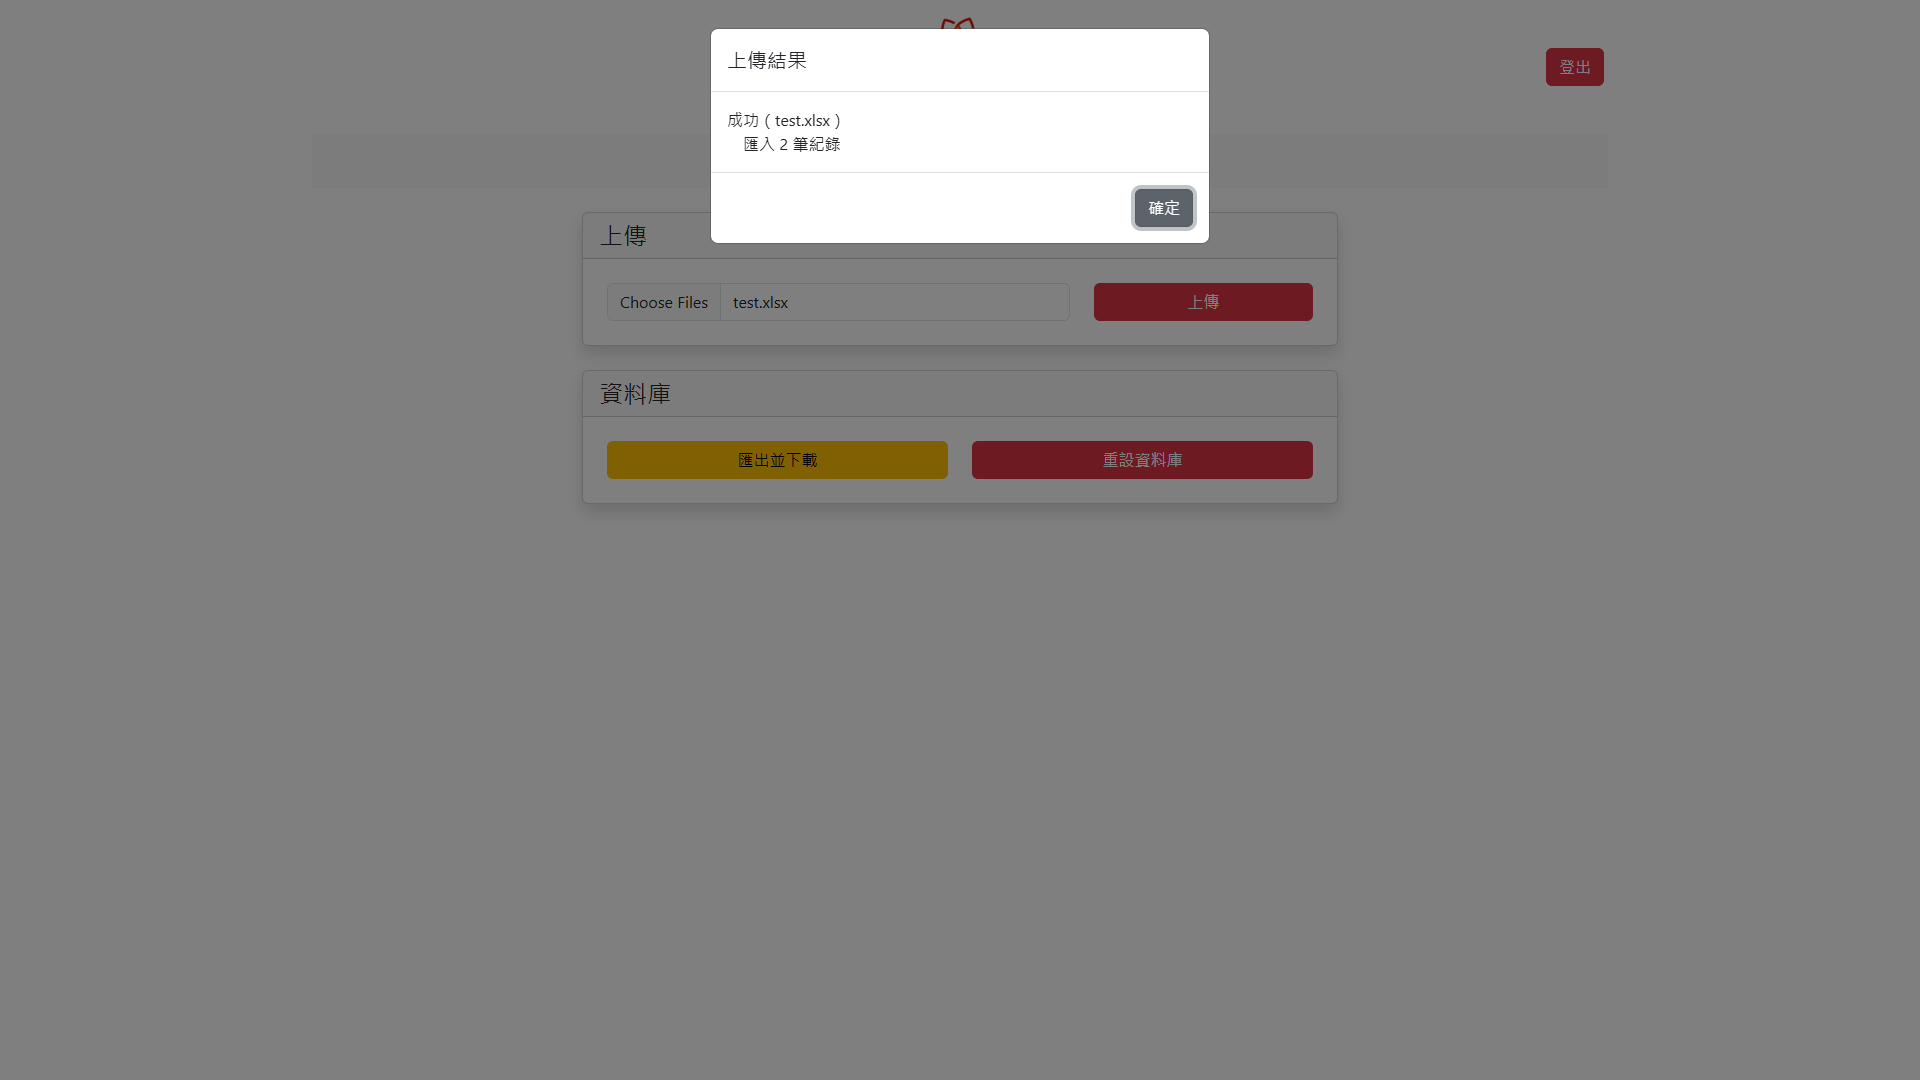 上傳結果
登出
成功（test.xlsx）
匯入 2 筆紀錄
確定
上傳
Choose Files test.xlsx 上傳
資料庫
匯出並下載 重設資料庫